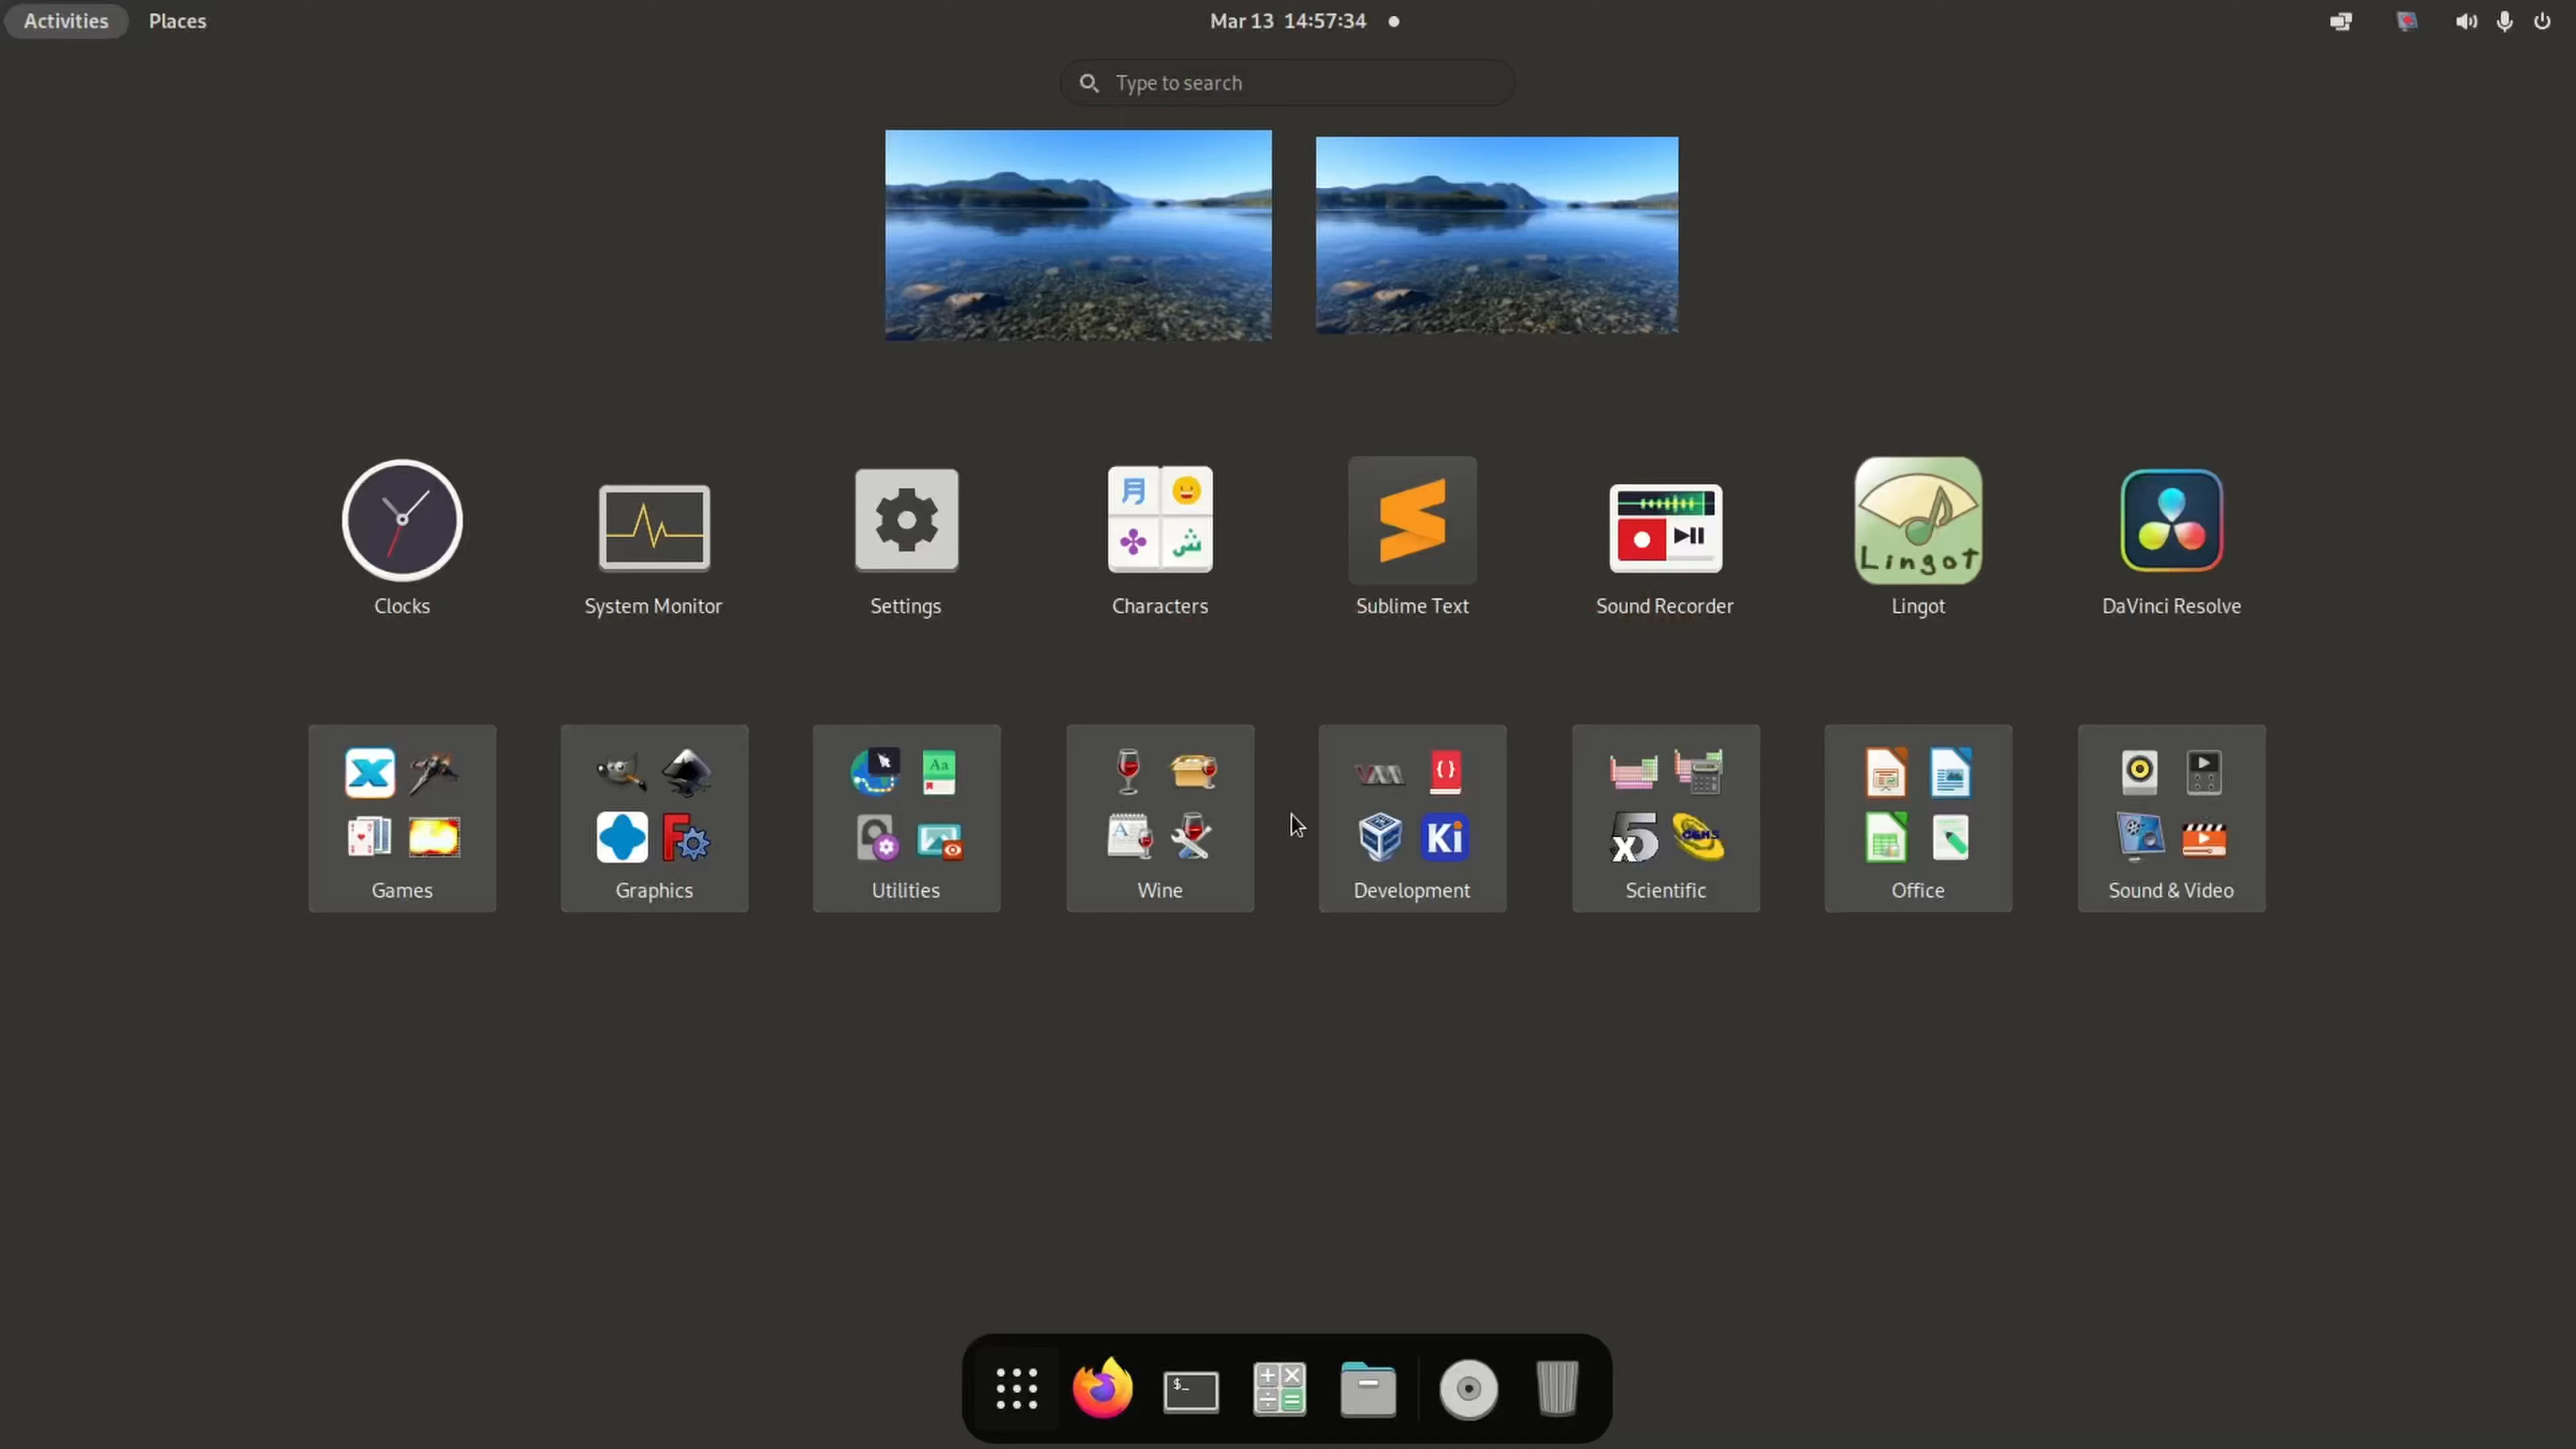 Activities Places Mar 13 14:57:34
Type to search
Clocks System Monitor Settings Characters Sublime Text Sound Recorder Lingot DaVinci Resolve
Games Graphics Utilities Wine Development Scientific Office Sound & Video